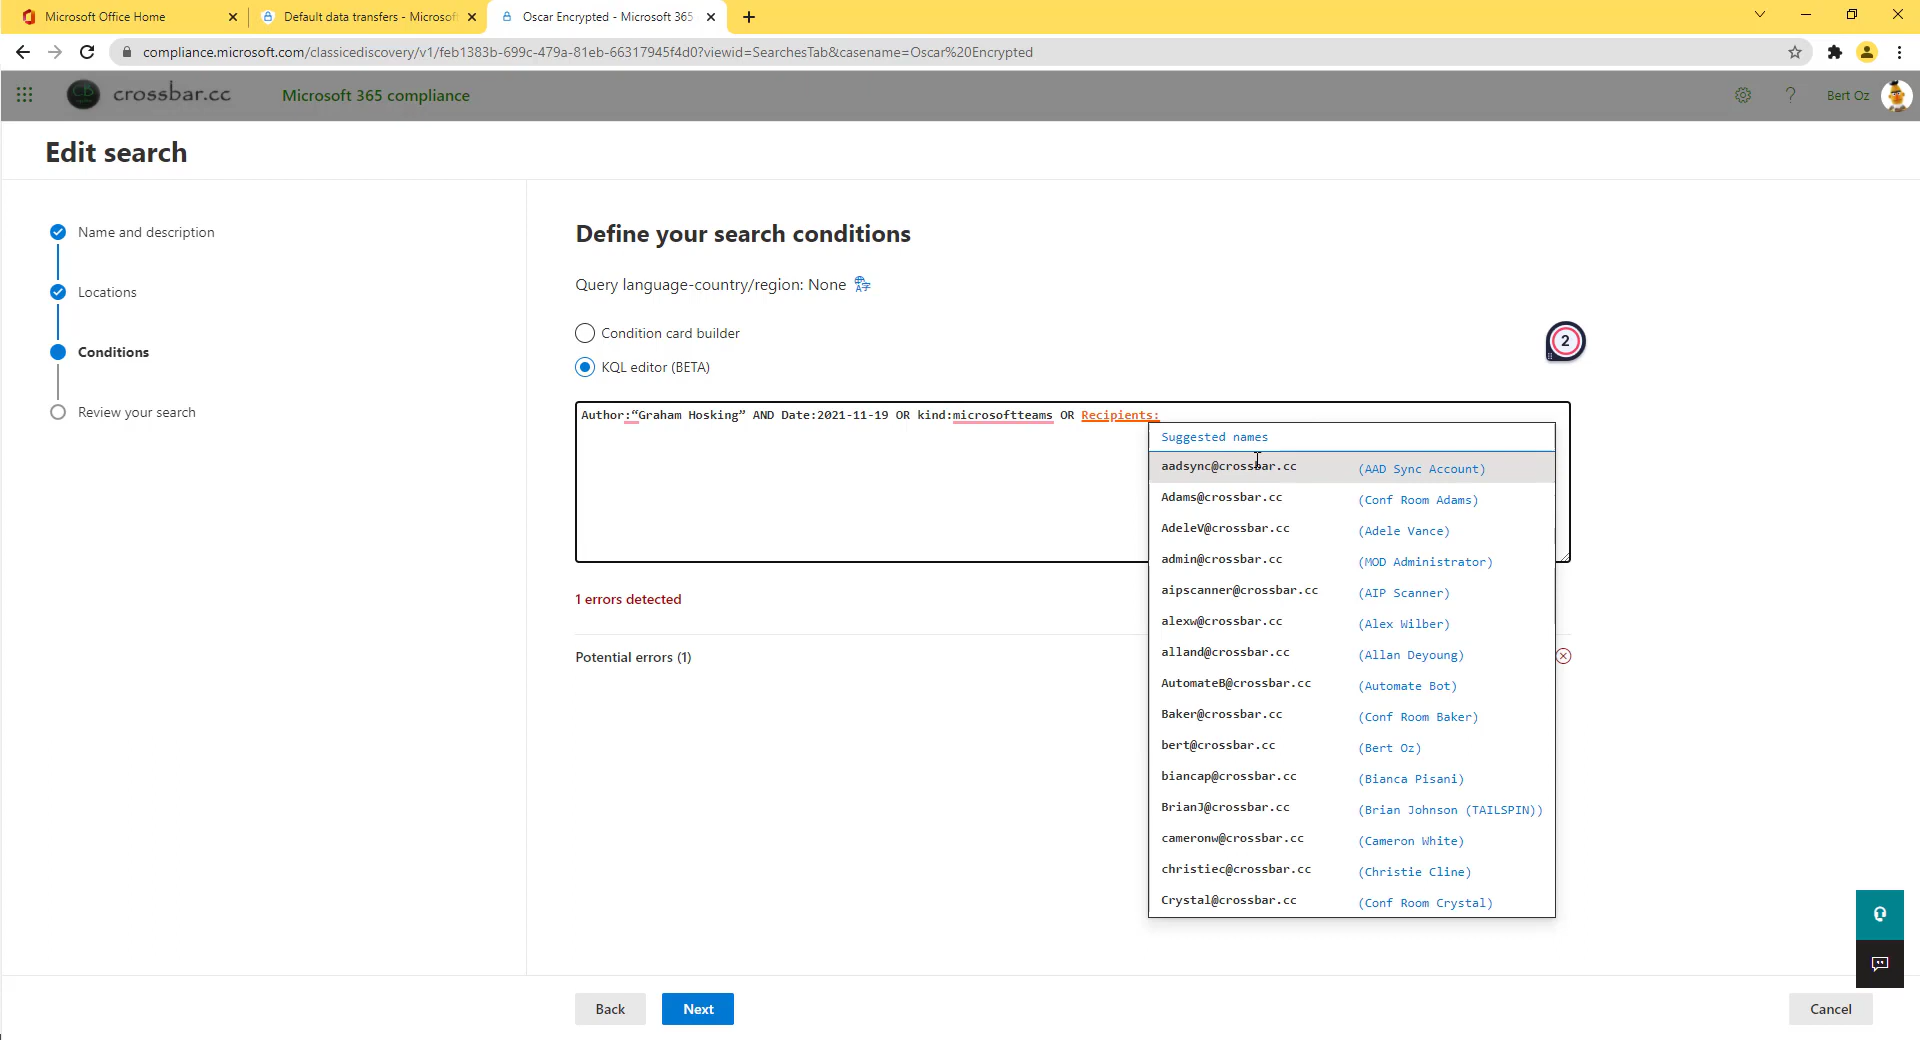 Microsoft Office Home
Default data transfers - Microsoft
Oscar Encrypted - Microsoft 365
compliance.microsoft.com/classicediscovery/v1/feb1383b-699c-479a-81eb-66317945f4d0?viewid=SearchesTab&casename=Oscar%20Encrypted
CB
crossbar.cc
Microsoft 365 compliance
?
Bert Oz
Edit search
Name and description
Locations
Conditions
Review your search
Define your search conditions
Query language-country/region: None
Condition card builder
KQL editor (BETA)
2
Author:“Graham Hosking” AND Date:2021-11-19 OR kind:microsoftteams OR Recipients:
Suggested names
aadsync@crossbar.cc (AAD Sync Account)
Adams@crossbar.cc (Conf Room Adams)
AdeleV@crossbar.cc (Adele Vance)
admin@crossbar.cc (MOD Administrator)
aipscanner@crossbar.cc (AIP Scanner)
alexw@crossbar.cc (Alex Wilber)
alland@crossbar.cc (Allan Deyoung)
AutomateB@crossbar.cc (Automate Bot)
Baker@crossbar.cc (Conf Room Baker)
bert@crossbar.cc (Bert Oz)
biancap@crossbar.cc (Bianca Pisani)
BrianJ@crossbar.cc (Brian Johnson (TAILSPIN))
cameronw@crossbar.cc (Cameron White)
christiec@crossbar.cc (Christie Cline)
Crystal@crossbar.cc (Conf Room Crystal)
1 errors detected
Potential errors (1)
Back
Next
Cancel